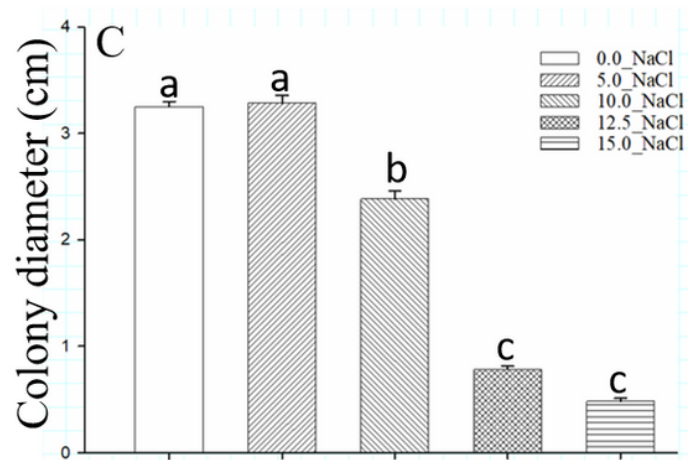 C
Colony diameter (cm)
4
3
2
1
0
a
a
b
c
c
0.0_NaCl
5.0_NaCl
10.0_NaCl
12.5_NaCl
15.0_NaCl